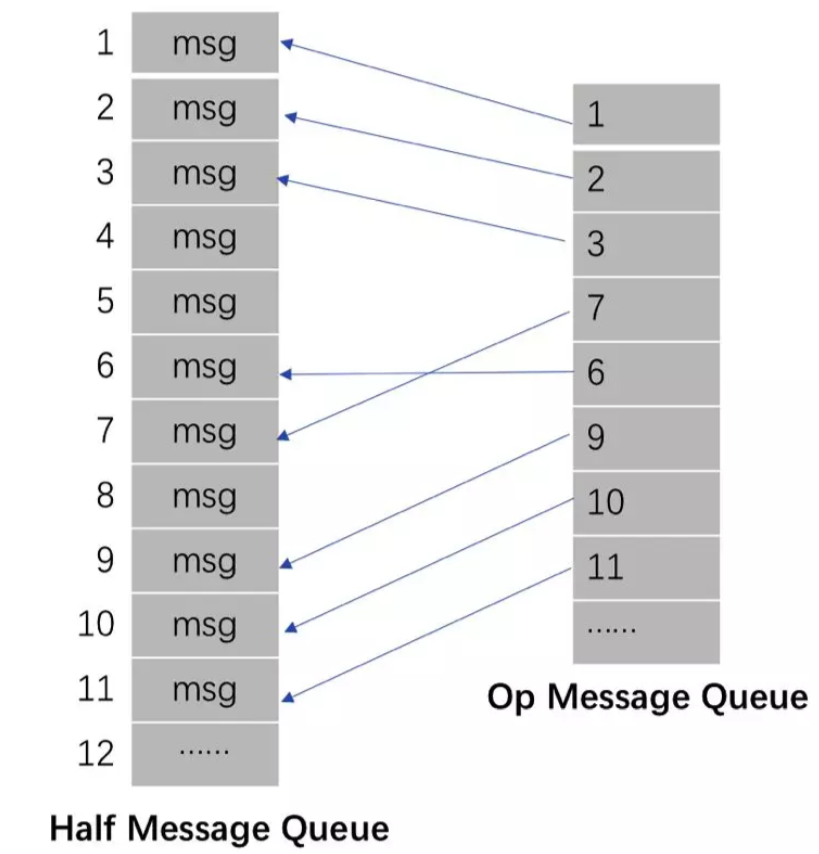 1 msg
2 msg
3 msg
4 msg
5 msg
6 msg
7 msg
8 msg
9 msg
10 msg
11 msg
12 ······
Half Message Queue
1
2
3
7
6
9
10
11
······
Op Message Queue